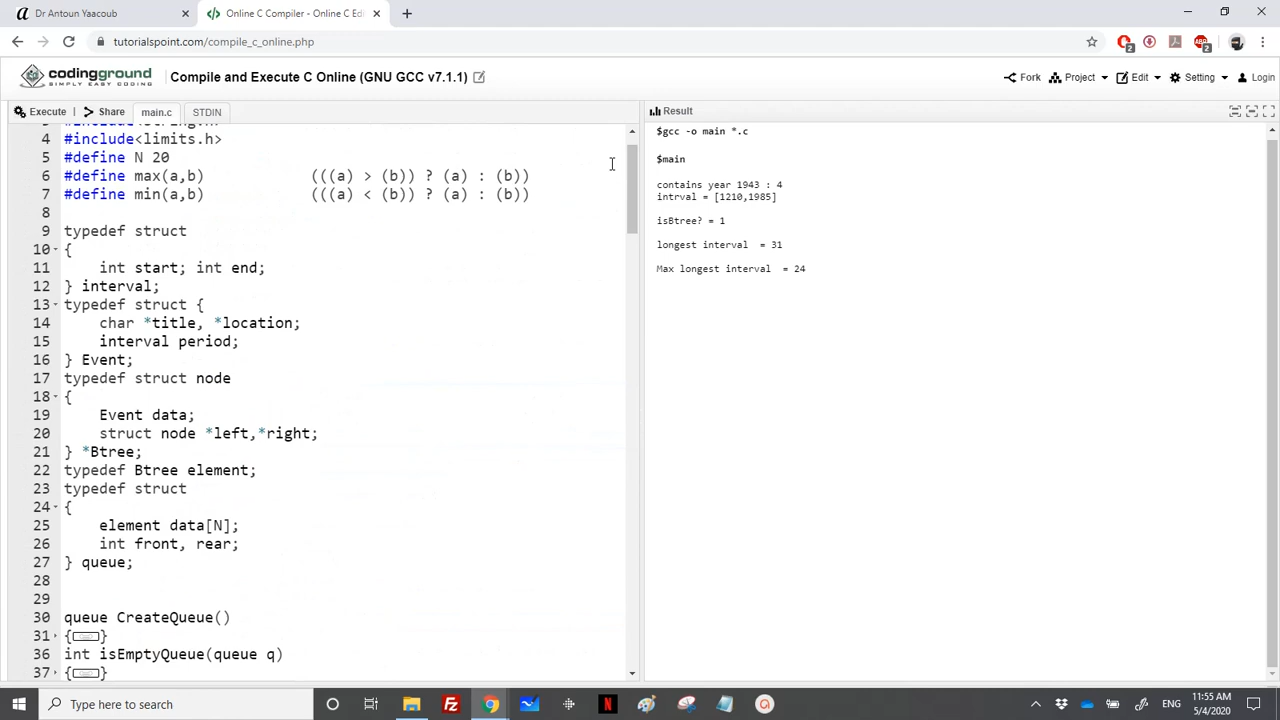 Dr Antoun Yaacoub
Online C Compiler - Online C Edi
tutorialspoint.com/compile_c_online.php
codingground
SIMPLY EASY CODING
Compile and Execute C Online (GNU GCC v7.1.1)
Fork Project Edit Setting Login
Execute | Share main.c STDIN
Result
4 #include<limits.h>
5 #define N 20
6 #define max(a,b) (((a) > (b)) ? (a) : (b))
7 #define min(a,b) (((a) < (b)) ? (a) : (b))
8
9 typedef struct
10 {
11 int start; int end;
12 } interval;
13 typedef struct {
14 char *title, *location;
15 interval period;
16 } Event;
17 typedef struct node
18 {
19 Event data;
20 struct node *left,*right;
21 } *Btree;
22 typedef Btree element;
23 typedef struct
24 {
25 element data[N];
26 int front, rear;
27 } queue;
28
29
30 queue CreateQueue()
31 { }
36 int isEmptyQueue(queue q)
37 { }
$gcc -o main *.c
$main
contains year 1943 : 4
intrval = [1210,1985]
isBtree? = 1
longest interval = 31
Max longest interval = 24
Type here to search
ENG
11:55 AM
5/4/2020